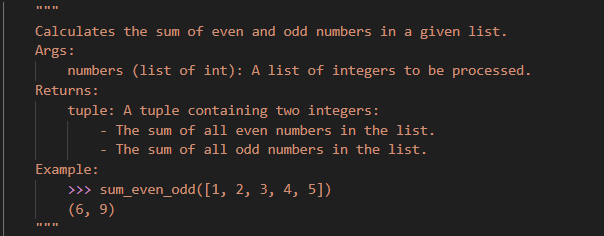 """
Calculates the sum of even and odd numbers in a given list.
Args:
    numbers (list of int): A list of integers to be processed.
Returns:
    tuple: A tuple containing two integers:
        - The sum of all even numbers in the list.
        - The sum of all odd numbers in the list.
Example:
    >>> sum_even_odd([1, 2, 3, 4, 5])
    (6, 9)
"""